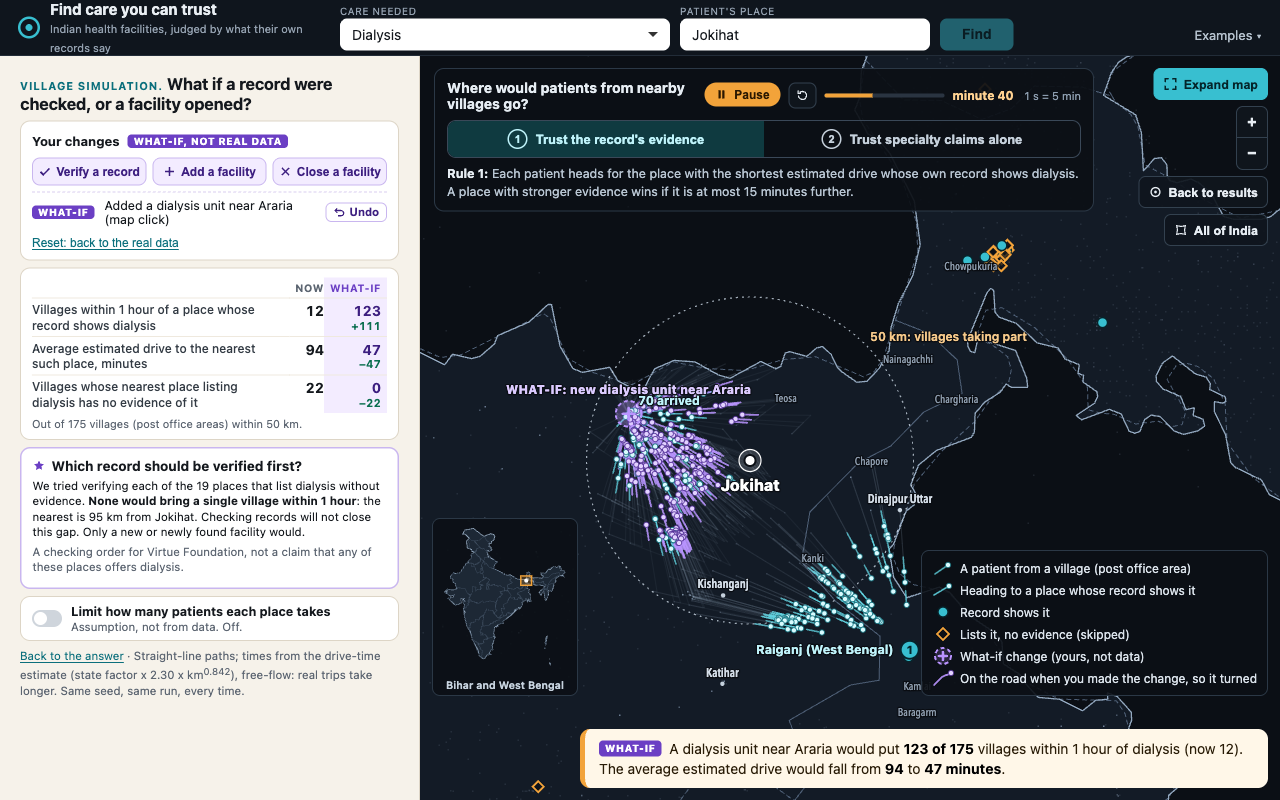 Find care you can trust
Indian health facilities, judged by what their own
records say
CARE NEEDED
Dialysis
PATIENT'S PLACE
Jokihat
Find
Examples
VILLAGE SIMULATION. What if a record were
checked, or a facility opened?
Your changes WHAT-IF, NOT REAL DATA
Verify a record
Add a facility
Close a facility
WHAT-IF Added a dialysis unit near Araria
(map click)
Undo
Reset: back to the real data
NOW WHAT-IF
Villages within 1 hour of a place whose
record shows dialysis
12 123
+111
Average estimated drive to the nearest
such place, minutes
94 47
−47
Villages whose nearest place listing
dialysis has no evidence of it
22 0
−22
Out of 175 villages (post office areas) within 50 km.
Which record should be verified first?
We tried verifying each of the 19 places that list dialysis without
evidence. None would bring a single village within 1 hour: the
nearest is 95 km from Jokihat. Checking records will not close
this gap. Only a new or newly found facility would.
A checking order for Virtue Foundation, not a claim that any of
these places offers dialysis.
Limit how many patients each place takes
Assumption, not from data. Off.
Back to the answer · Straight-line paths; times from the drive-time
estimate (state factor x 2.30 x km0.842), free-flow: real trips take
longer. Same seed, same run, every time.
Where would patients from nearby
villages go?
Pause
minute 40
1 s = 5 min
1 Trust the record's evidence
2 Trust specialty claims alone
Rule 1: Each patient heads for the place with the shortest estimated drive whose own record shows dialysis.
A place with stronger evidence wins if it is at most 15 minutes further.
Expand map
+
−
Back to results
All of India
Chowpukuria
50 km: villages taking part
Nainagachhi
WHAT-IF: new dialysis unit near Araria
70 arrived
Teosa
Chargharia
Chapore
Jokihat
Dinajpur Uttar
Kanki
Kishanganj
Raiganj (West Bengal) 1
Katihar
Kam
Baragarm
Bihar and West Bengal
A patient from a village (post office area)
Heading to a place whose record shows it
Record shows it
Lists it, no evidence (skipped)
What-if change (yours, not data)
On the road when you made the change, so it turned
WHAT-IF A dialysis unit near Araria would put 123 of 175 villages within 1 hour of dialysis (now 12).
The average estimated drive would fall from 94 to 47 minutes.